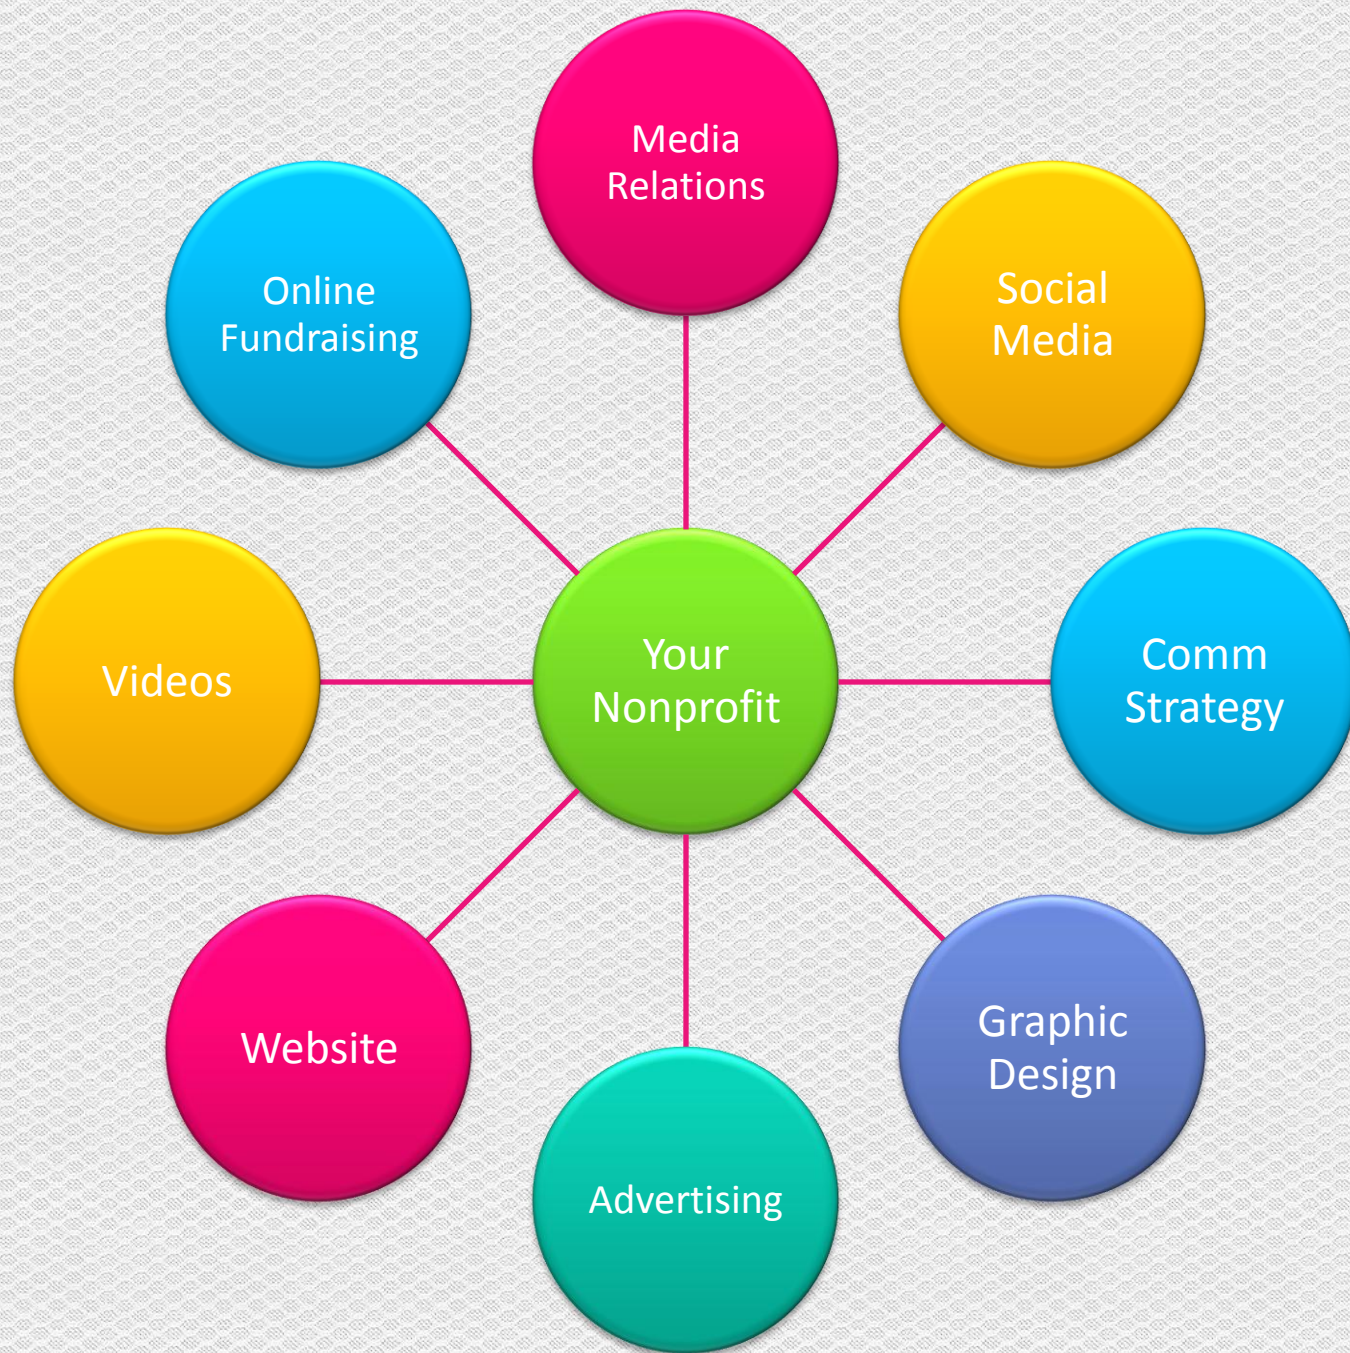 Media
Relations
Online
Fundraising
Social
Media
Videos
Your
Nonprofit
Comm
Strategy
Website
Graphic
Design
Advertising